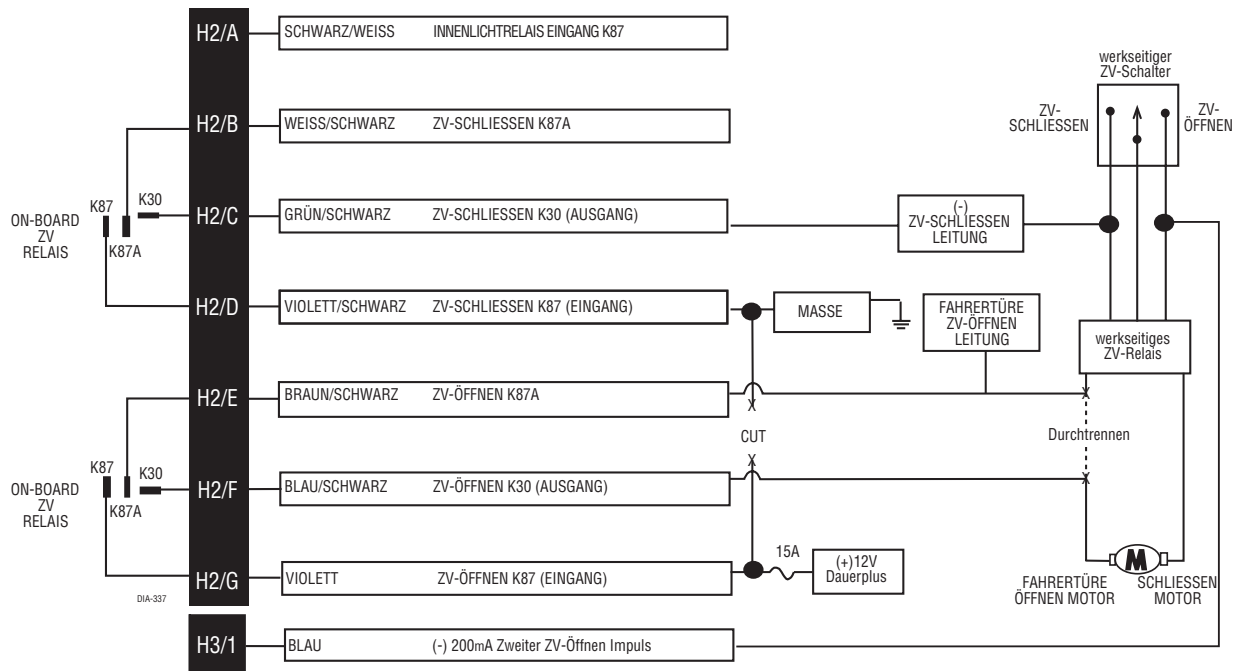 H2/A SCHWARZ/WEISS INNENLICHTRELAIS EINGANG K87
werkseitiger
ZV-Schalter
ZV-
SCHLIESSEN
ZV-
ÖFFNEN
H2/B WEISS/SCHWARZ ZV-SCHLIESSEN K87A
K87
K30
K87A
ON-BOARD
ZV
RELAIS
H2/C GRÜN/SCHWARZ ZV-SCHLIESSEN K30 (AUSGANG)
(-)
ZV-SCHLIESSEN
LEITUNG
H2/D VIOLETT/SCHWARZ ZV-SCHLIESSEN K87 (EINGANG)
MASSE
FAHRERTÜRE
ZV-ÖFFNEN
LEITUNG
werkseitiges
ZV-Relais
H2/E BRAUN/SCHWARZ ZV-ÖFFNEN K87A
X
X
CUT
X
X
Durchtrennen
K87
K30
K87A
ON-BOARD
ZV
RELAIS
H2/F BLAU/SCHWARZ ZV-ÖFFNEN K30 (AUSGANG)
H2/G VIOLETT ZV-ÖFFNEN K87 (EINGANG)
15A
(+)12V
Dauerplus
M
FAHRERTÜRE
ÖFFNEN MOTOR
SCHLIESSEN
MOTOR
DIA-337
H3/1 BLAU (-) 200mA Zweiter ZV-Öffnen Impuls